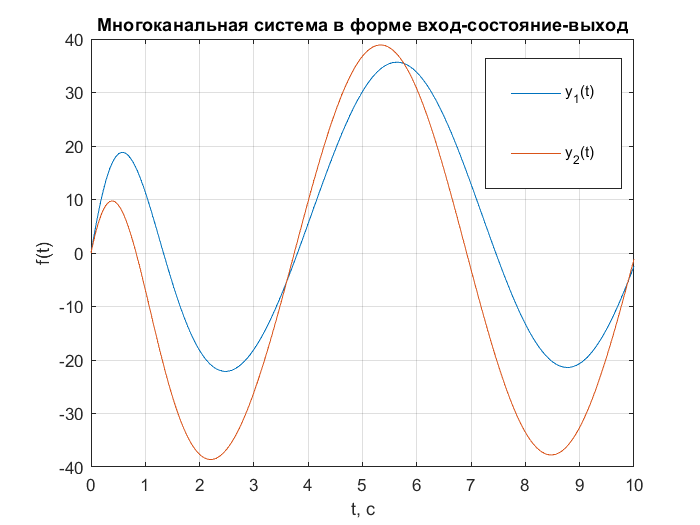 Многоканальная система в форме вход-состояние-выход
40
30
20
10
0
-10
-20
-30
-40
f(t)
y1(t)
y2(t)
0 1 2 3 4 5 6 7 8 9 10
t, с